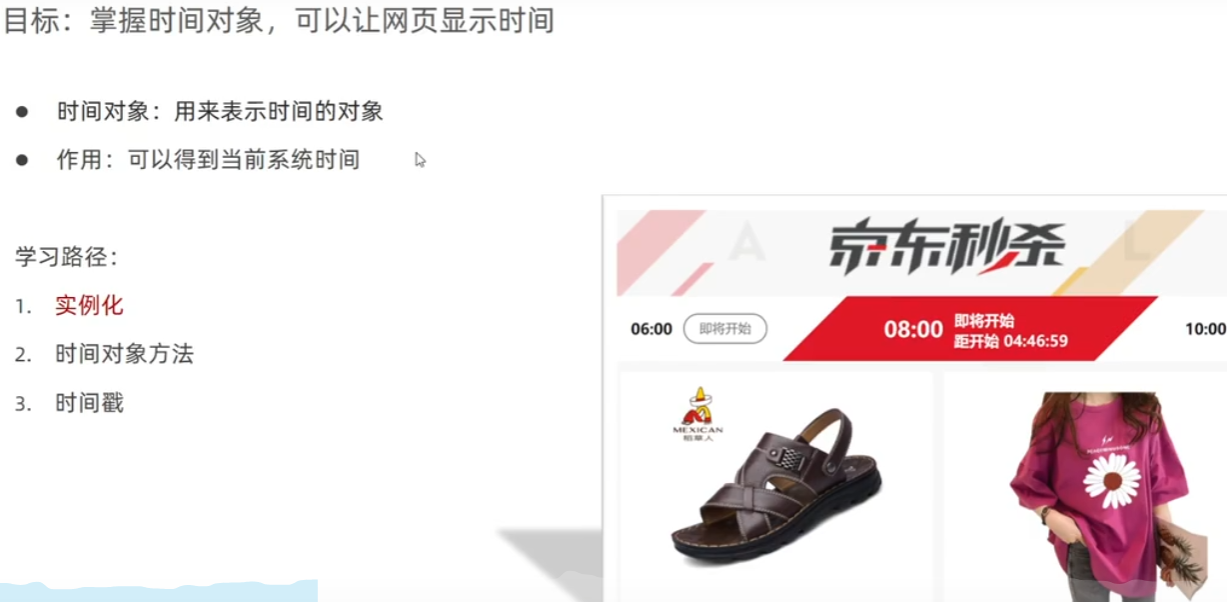 目标：掌握时间对象，可以让网页显示时间
● 时间对象：用来表示时间的对象
● 作用：可以得到当前系统时间
学习路径：
1. 实例化
2. 时间对象方法
3. 时间戳
A
京东秒杀
L
06:00 即将开始
08:00 即将开始
距开始 04:46:59
10:00
MEXICAN
稻草人